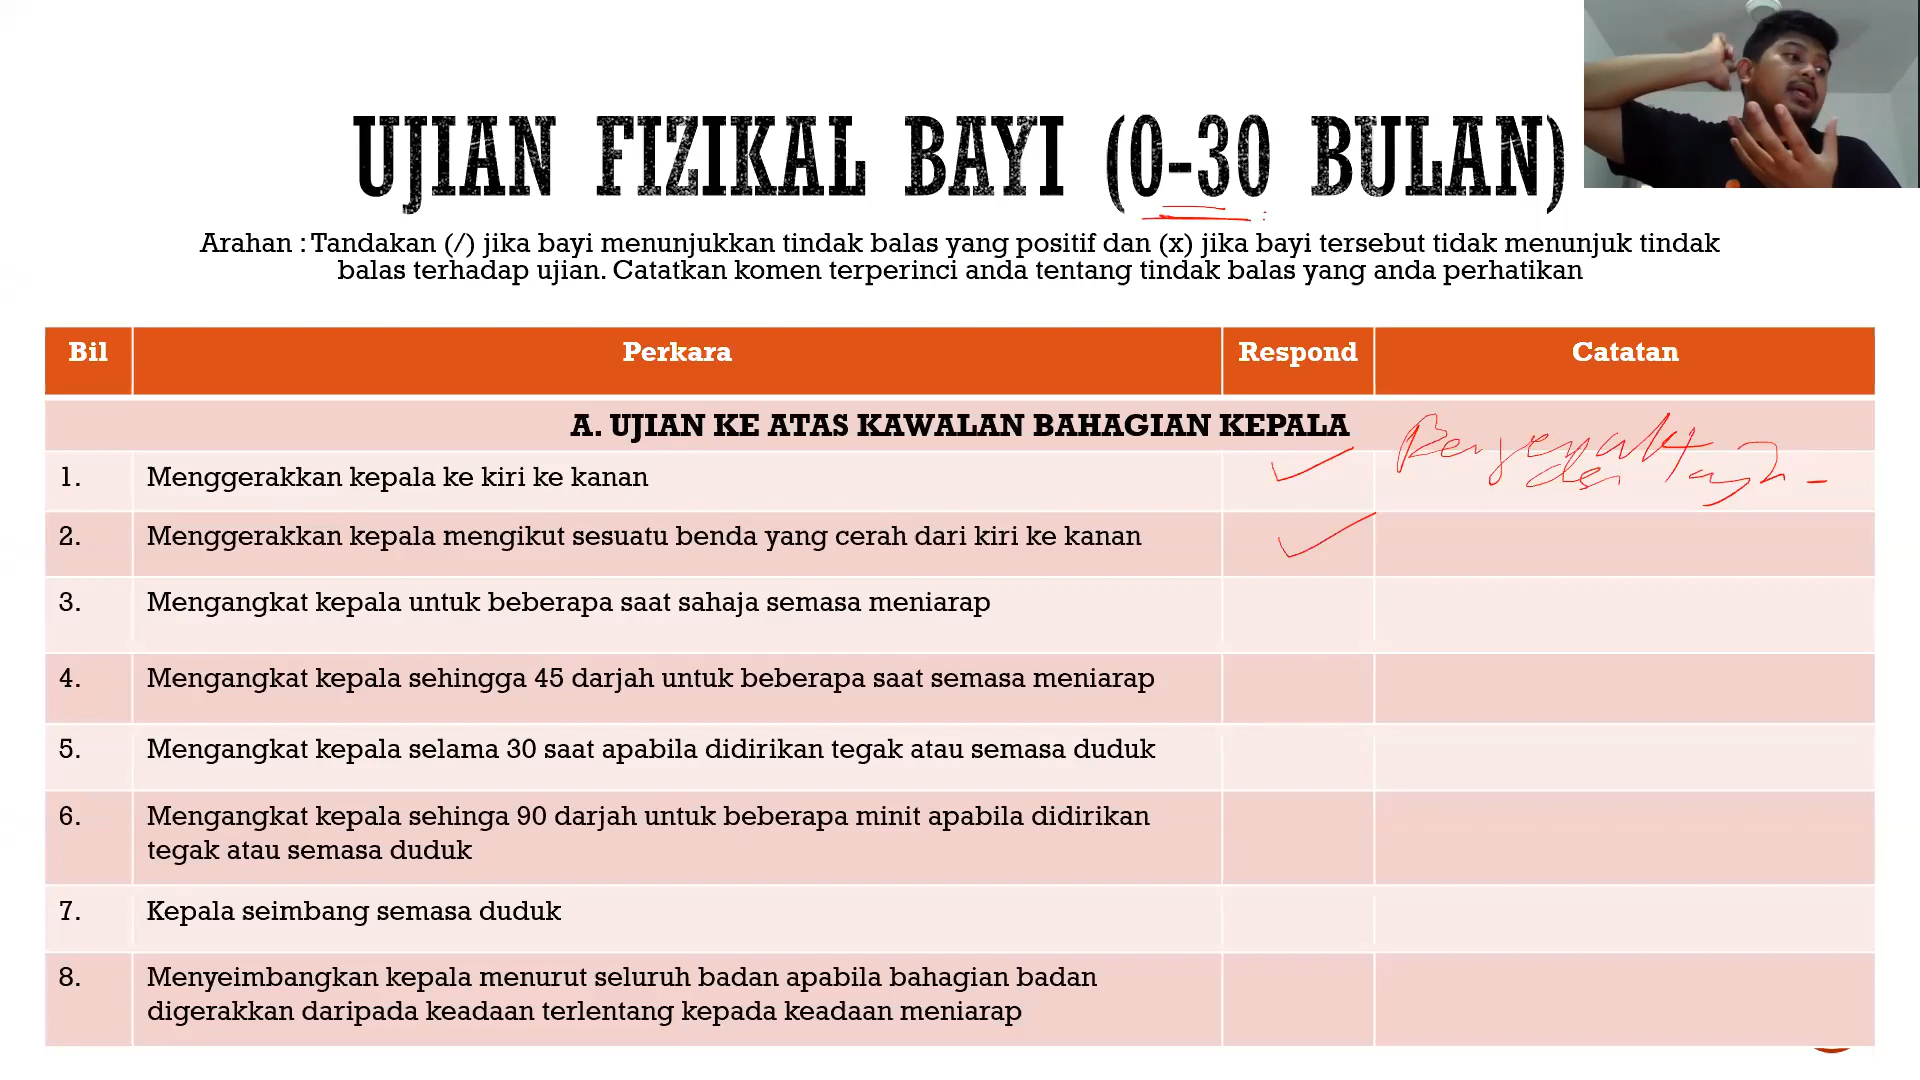 UJIAN FIZIKAL BAYI (0-30 BULAN)
Arahan : Tandakan (/) jika bayi menunjukkan tindak balas yang positif dan (x) jika bayi tersebut tidak menunjuk tindak
balas terhadap ujian. Catatkan komen terperinci anda tentang tindak balas yang anda perhatikan
Bil Perkara Respond Catatan
A. UJIAN KE ATAS KAWALAN BAHAGIAN KEPALA
1. Menggerakkan kepala ke kiri ke kanan
2. Menggerakkan kepala mengikut sesuatu benda yang cerah dari kiri ke kanan
3. Mengangkat kepala untuk beberapa saat sahaja semasa meniarap
4. Mengangkat kepala sehingga 45 darjah untuk beberapa saat semasa meniarap
5. Mengangkat kepala selama 30 saat apabila didirikan tegak atau semasa duduk
6. Mengangkat kepala sehinga 90 darjah untuk beberapa minit apabila didirikan
tegak atau semasa duduk
7. Kepala seimbang semasa duduk
8. Menyeimbangkan kepala menurut seluruh badan apabila bahagian badan
digerakkan daripada keadaan terlentang kepada keadaan meniarap